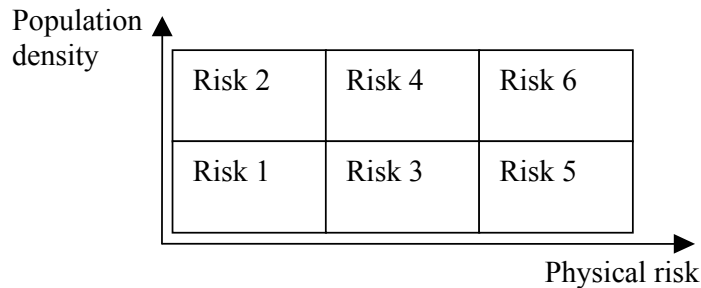 Population
density
Risk 2 Risk 4 Risk 6
Risk 1 Risk 3 Risk 5
Physical risk